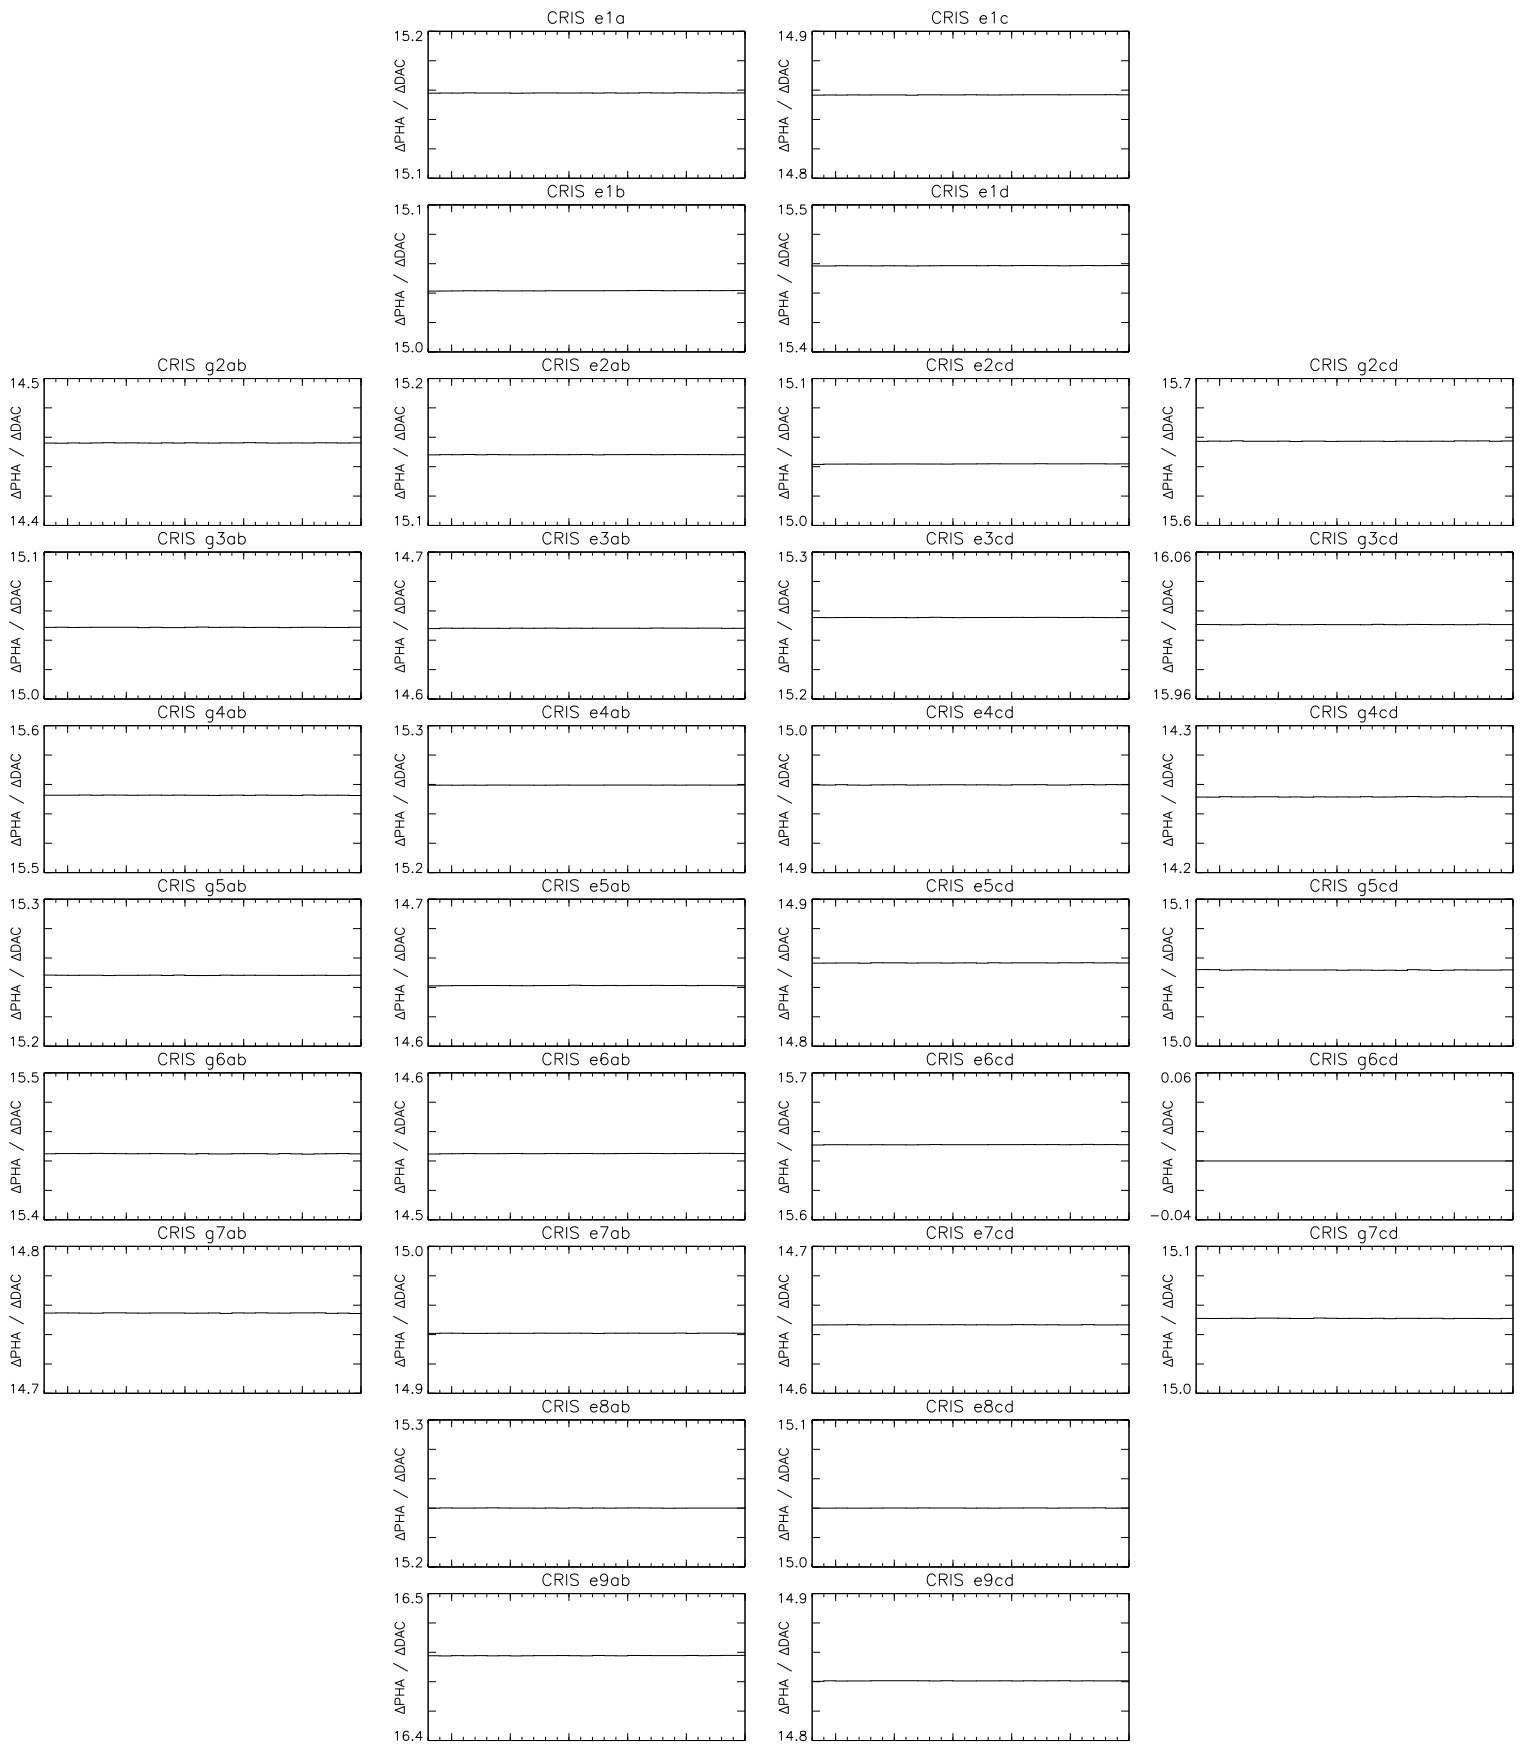 CRIS e1a
15.2
ΔPHA / ΔDAC
15.1
CRIS e1c
14.9
ΔPHA / ΔDAC
14.8
CRIS e1b
15.1
ΔPHA / ΔDAC
15.0
CRIS e1d
15.5
ΔPHA / ΔDAC
15.4
CRIS g2ab
14.5
ΔPHA / ΔDAC
14.4
CRIS e2ab
15.2
ΔPHA / ΔDAC
15.1
CRIS e2cd
15.1
ΔPHA / ΔDAC
15.0
CRIS g2cd
15.7
ΔPHA / ΔDAC
15.6
CRIS g3ab
15.1
ΔPHA / ΔDAC
15.0
CRIS e3ab
14.7
ΔPHA / ΔDAC
14.6
CRIS e3cd
15.3
ΔPHA / ΔDAC
15.2
CRIS g3cd
16.06
ΔPHA / ΔDAC
15.96
CRIS g4ab
15.6
ΔPHA / ΔDAC
15.5
CRIS e4ab
15.3
ΔPHA / ΔDAC
15.2
CRIS e4cd
15.0
ΔPHA / ΔDAC
14.9
CRIS g4cd
14.3
ΔPHA / ΔDAC
14.2
CRIS g5ab
15.3
ΔPHA / ΔDAC
15.2
CRIS e5ab
14.7
ΔPHA / ΔDAC
14.6
CRIS e5cd
14.9
ΔPHA / ΔDAC
14.8
CRIS g5cd
15.1
ΔPHA / ΔDAC
15.0
CRIS g6ab
15.5
ΔPHA / ΔDAC
15.4
CRIS e6ab
14.6
ΔPHA / ΔDAC
14.5
CRIS e6cd
15.7
ΔPHA / ΔDAC
15.6
CRIS g6cd
0.06
ΔPHA / ΔDAC
−0.04
CRIS g7ab
14.8
ΔPHA / ΔDAC
14.7
CRIS e7ab
15.0
ΔPHA / ΔDAC
14.9
CRIS e7cd
14.7
ΔPHA / ΔDAC
14.6
CRIS g7cd
15.1
ΔPHA / ΔDAC
15.0
CRIS e8ab
15.3
ΔPHA / ΔDAC
15.2
CRIS e8cd
15.1
ΔPHA / ΔDAC
15.0
CRIS e9ab
16.5
ΔPHA / ΔDAC
16.4
CRIS e9cd
14.9
ΔPHA / ΔDAC
14.8